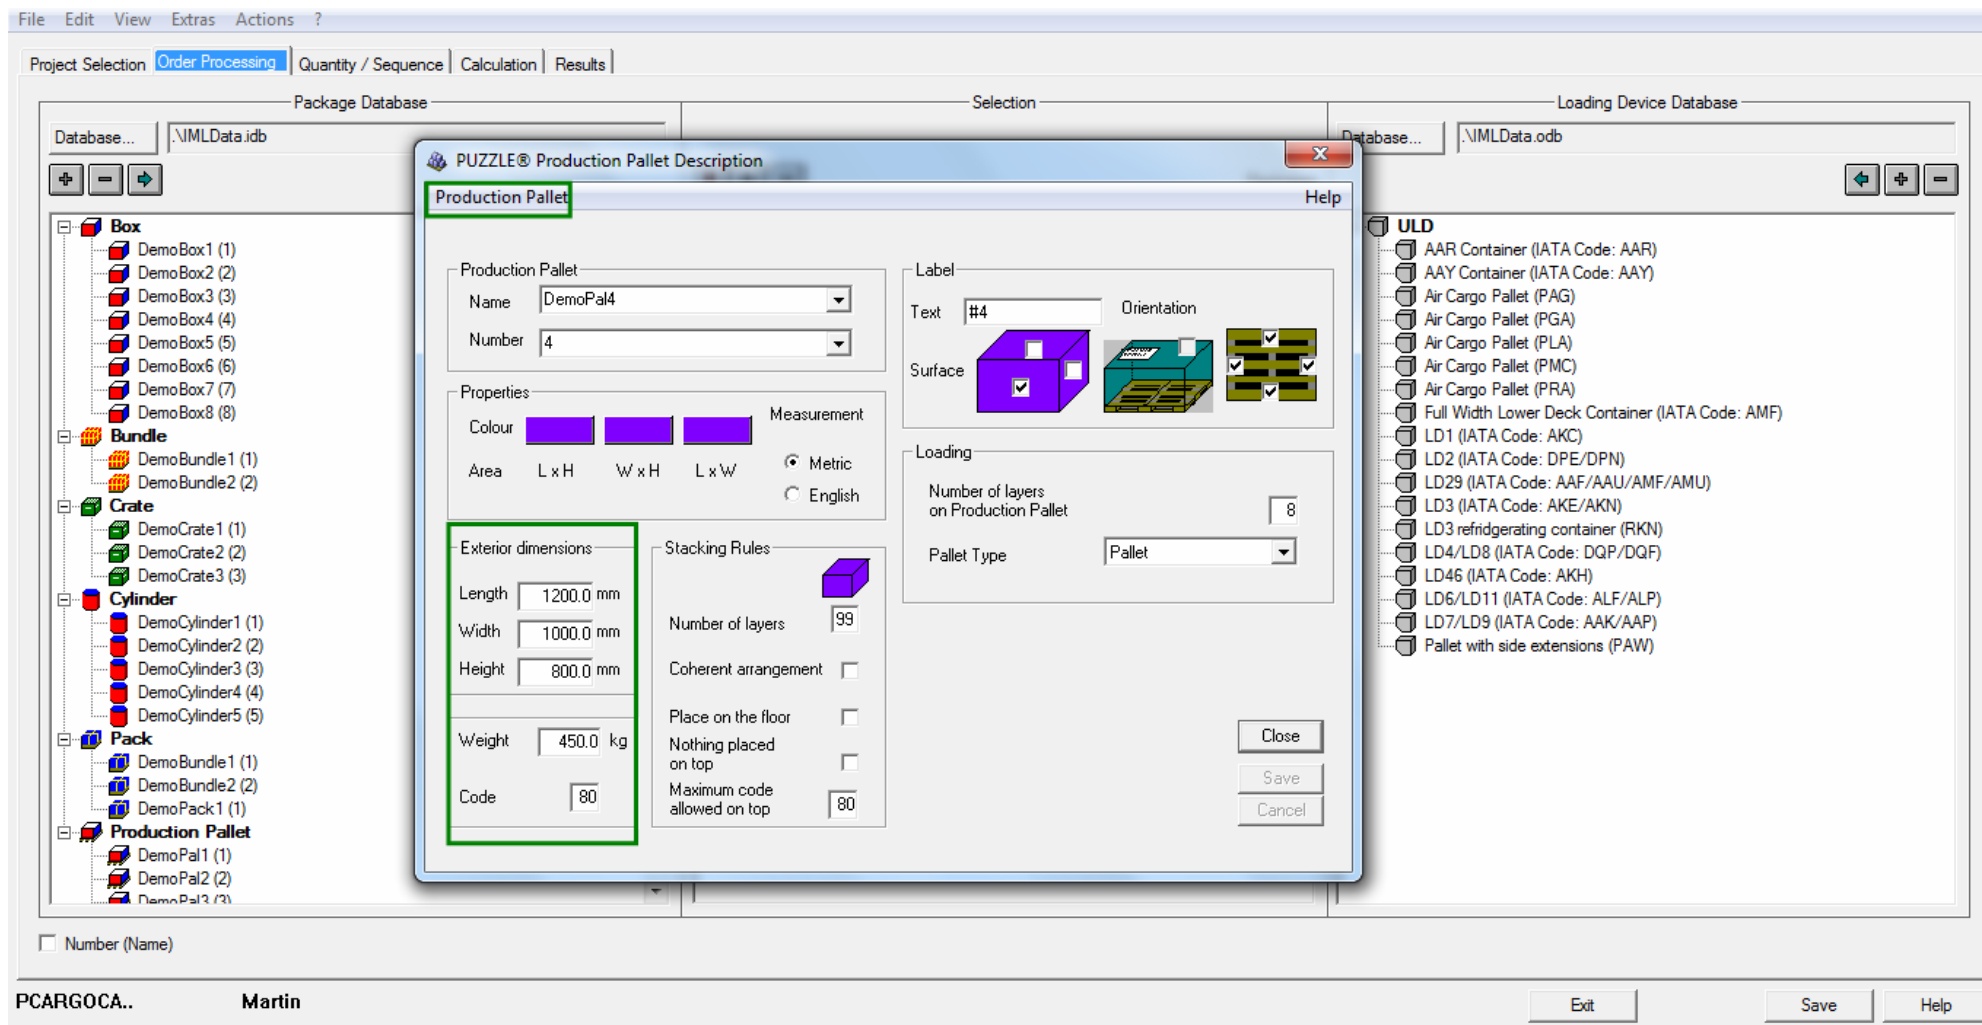 File Edit View Extras Actions ?
Project Selection Order Processing Quantity / Sequence Calculation Results
Package Database
Database... .\IMLData.idb
Box
DemoBox1 (1)
DemoBox2 (2)
DemoBox3 (3)
DemoBox4 (4)
DemoBox5 (5)
DemoBox6 (6)
DemoBox7 (7)
DemoBox8 (8)
Bundle
DemoBundle1 (1)
DemoBundle2 (2)
Crate
DemoCrate1 (1)
DemoCrate2 (2)
DemoCrate3 (3)
Cylinder
DemoCylinder1 (1)
DemoCylinder2 (2)
DemoCylinder3 (3)
DemoCylinder4 (4)
DemoCylinder5 (5)
Pack
DemoBundle1 (1)
DemoBundle2 (2)
DemoPack1 (1)
Production Pallet
DemoPal1 (1)
DemoPal2 (2)
DemoPal3 (3)
Number (Name)
Selection
PUZZLE® Production Pallet Description
Production Pallet Help
Production Pallet
Name DemoPal4
Number 4
Properties
Colour
Measurement
Area L x H W x H L x W
Metric
English
Exterior dimensions
Length 1200.0 mm
Width 1000.0 mm
Height 800.0 mm
Weight 450.0 kg
Code 80
Stacking Rules
Number of layers 99
Coherent arrangement
Place on the floor
Nothing placed
on top
Maximum code
allowed on top 80
Label
Text #4 Orientation
Surface
Loading
Number of layers
on Production Pallet 8
Pallet Type Pallet
Close
Save
Cancel
Loading Device Database
Database... .\IMLData.odb
ULD
AAR Container (IATA Code: AAR)
AAY Container (IATA Code: AAY)
Air Cargo Pallet (PAG)
Air Cargo Pallet (PGA)
Air Cargo Pallet (PLA)
Air Cargo Pallet (PMC)
Air Cargo Pallet (PRA)
Full Width Lower Deck Container (IATA Code: AMF)
LD1 (IATA Code: AKC)
LD2 (IATA Code: DPE/DPN)
LD29 (IATA Code: AAF/AAU/AMF/AMU)
LD3 (IATA Code: AKE/AKN)
LD3 refridgerating container (RKN)
LD4/LD8 (IATA Code: DQP/DQF)
LD46 (IATA Code: AKH)
LD6/LD11 (IATA Code: ALF/ALP)
LD7/LD9 (IATA Code: AAK/AAP)
Pallet with side extensions (PAW)
PCARGOCA.. Martin Exit Save Help